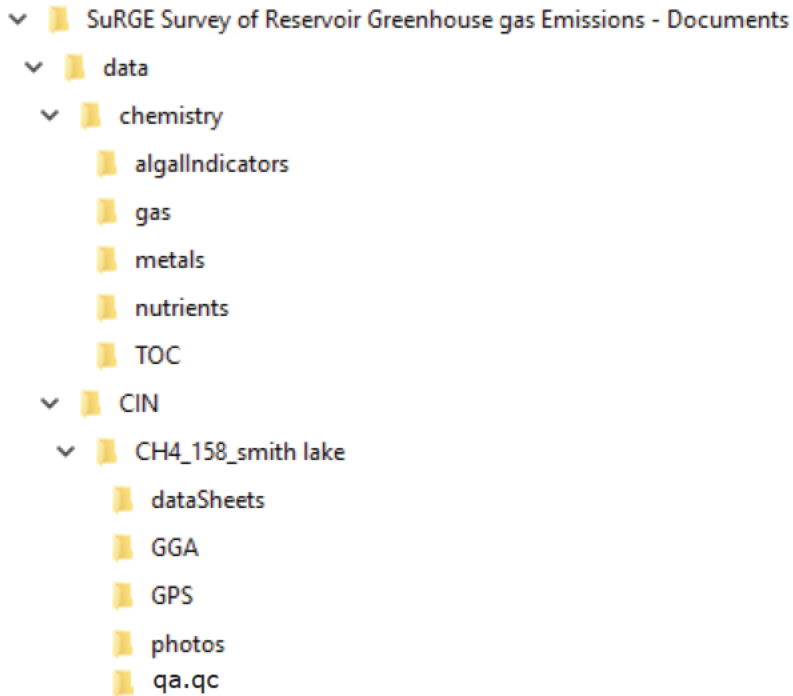 SuRGE Survey of Reservoir Greenhouse gas Emissions - Documents
data
chemistry
algalIndicators
gas
metals
nutrients
TOC
CIN
CH4_158_smith lake
dataSheets
GGA
GPS
photos
qa.qc